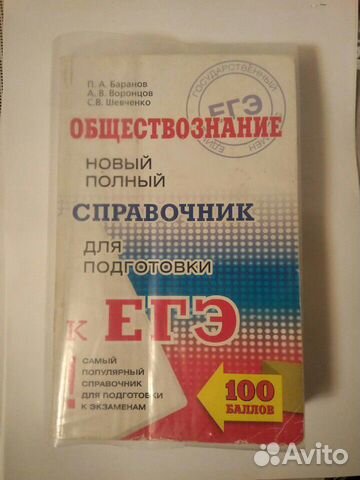 П. А. Баранов
А. В. Воронцов
С. В. Шевченко
ГОСУДАРСТВЕННЫЙ
ЕГЭ
ОБЩЕСТВОЗНАНИЕ
НОВЫЙ
ПОЛНЫЙ
СПРАВОЧНИК
ДЛЯ
ПОДГОТОВКИ
К ЕГЭ
САМЫЙ
ПОПУЛЯРНЫЙ
СПРАВОЧНИК
ДЛЯ ПОДГОТОВКИ
К ЭКЗАМЕНАМ
100
БАЛЛОВ
Avito